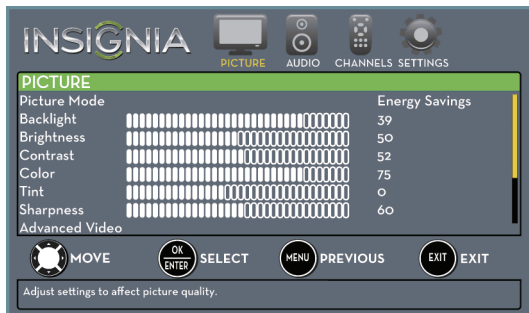 INSIGNIA
PICTURE AUDIO CHANNELS SETTINGS
PICTURE
Picture Mode Energy Savings
Backlight 39
Brightness 50
Contrast 52
Color 75
Tint 0
Sharpness 60
Advanced Video
MOVE OK ENTER SELECT MENU PREVIOUS EXIT EXIT
Adjust settings to affect picture quality.